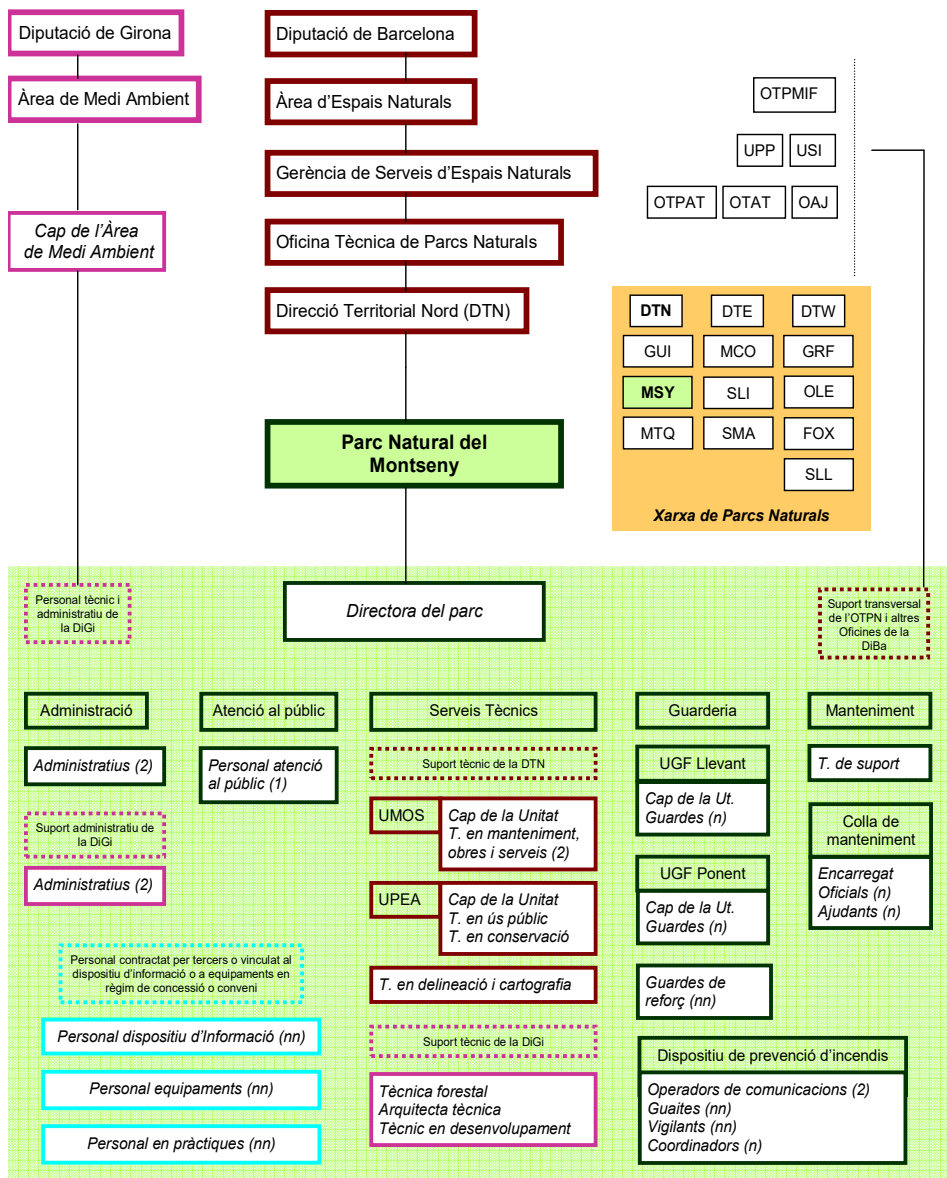 Diputació de Girona
Àrea de Medi Ambient
Cap de l'Àrea
de Medi Ambient
Diputació de Barcelona
Àrea d'Espais Naturals
Gerència de Serveis d'Espais Naturals
Oficina Tècnica de Parcs Naturals
Direcció Territorial Nord (DTN)
Parc Natural del
Montseny
OTPMIF
UPP USI
OTPAT OTAT OAJ
DTN DTE DTW
GUI MCO GRF
MSY SLI OLE
MTQ SMA FOX
SLL
Xarxa de Parcs Naturals
Personal tècnic i
administratiu de
la DiGi
Directora del parc
Suport transversal
de l'OTPN i altres
Oficines de la
DiBa
Administració
Administratius (2)
Suport administratiu de
la DiGi
Administratius (2)
Atenció al públic
Personal atenció
al públic (1)
Personal contractat per tercers o vinculat al
dispositiu d'informació o a equipaments en
règim de concessió o conveni
Personal dispositiu d'Informació (nn)
Personal equipaments (nn)
Personal en pràctiques (nn)
Serveis Tècnics
Suport tècnic de la DTN
UMOS
Cap de la Unitat
T. en manteniment,
obres i serveis (2)
UPEA
Cap de la Unitat
T. en ús públic
T. en conservació
T. en delineació i cartografia
Suport tècnic de la DiGi
Tècnica forestal
Arquitecta tècnica
Tècnic en desenvolupament
Guarderia
UGF Llevant
Cap de la Ut.
Guardes (n)
UGF Ponent
Cap de la Ut.
Guardes (n)
Guardes de
reforç (nn)
Dispositiu de prevenció d'incendis
Operadors de comunicacions (2)
Guaites (nn)
Vigilants (nn)
Coordinadors (n)
Manteniment
T. de suport
Colla de
manteniment
Encarregat
Oficials (n)
Ajudants (n)